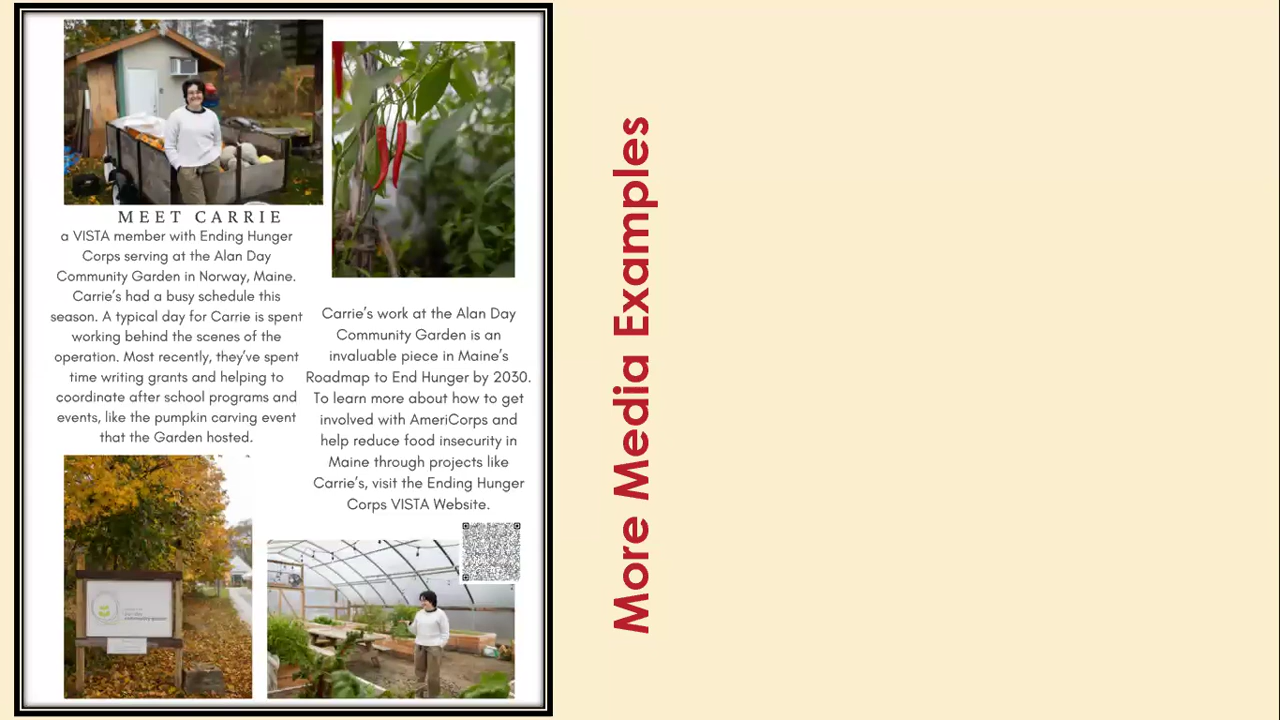 MEET CARRIE
a VISTA member with Ending Hunger
Corps serving at the Alan Day
Community Garden in Norway, Maine.
Carrie's had a busy schedule this
season. A typical day for Carrie is spent
working behind the scenes of the
operation. Most recently, they've spent
time writing grants and helping to
coordinate after school programs and
events, like the pumpkin carving event
that the Garden hosted.
Carrie's work at the Alan Day
Community Garden is an
invaluable piece in Maine's
Roadmap to End Hunger by 2030.
To learn more about how to get
involved with AmeriCorps and
help reduce food insecurity in
Maine through projects like
Carrie's, visit the Ending Hunger
Corps VISTA Website.
More Media Examples